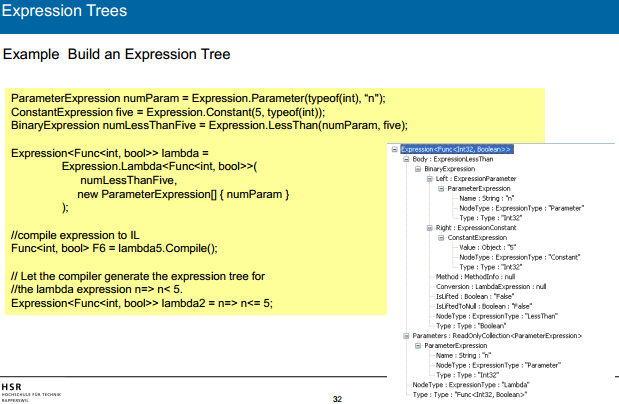 Expression Trees
Example Build an Expression Tree
ParameterExpression numParam = Expression.Parameter(typeof(int), "n");
ConstantExpression five = Expression.Constant(5, typeof(int));
BinaryExpression numLessThanFive = Expression.LessThan(numParam, five);
Expression<Func<int, bool>> lambda =
Expression.Lambda<Func<int, bool>>(
numLessThanFive,
new ParameterExpression[] { numParam }
);
//compile expression to IL
Func<int, bool> F6 = lambda5.Compile();
// Let the compiler generate the expression tree for
//the lambda expression n=> n< 5.
Expression<Func<int, bool>> lambda2 = n=> n<= 5;
Expression<Func<Int32, Boolean>>
Body : ExpressionLessThan
BinaryExpression
Left : ExpressionParameter
ParameterExpression
Name : String : "n"
NodeType : ExpressionType : "Parameter"
Type : Type : "Int32"
Right : ExpressionConstant
ConstantExpression
Value : Object : "5"
NodeType : ExpressionType : "Constant"
Type : Type : "Int32"
Method : MethodInfo : null
Conversion : LambdaExpression : null
IsLifted : Boolean : "False"
IsLiftedToNull : Boolean : "False"
NodeType : ExpressionType : "LessThan"
Type : Type : "Boolean"
Parameters : ReadOnlyCollection<ParameterExpression>
ParameterExpression
Name : String : "n"
NodeType : ExpressionType : "Parameter"
Type : Type : "Int32"
NodeType : ExpressionType : "Lambda"
Type : Type : "Func<Int32, Boolean>"
HSR
HOCHSCHULE FÜR TECHNIK
RAPPERSWIL
32